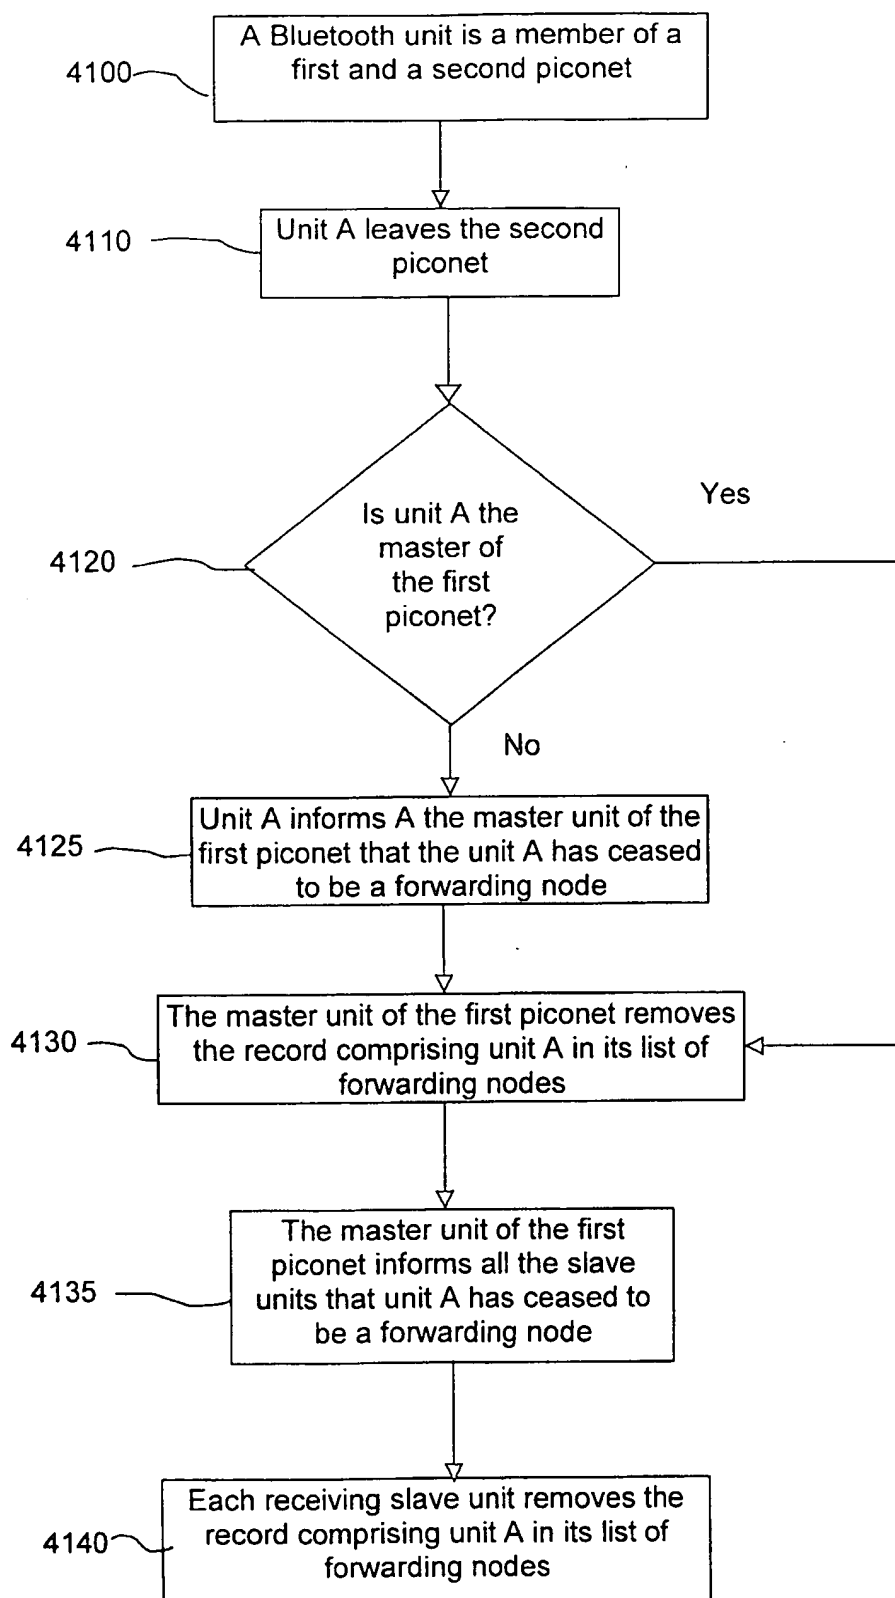 A Bluetooth unit is a member of a
first and a second piconet
4100
Unit A leaves the second
piconet
4110
Yes
Is unit A the
master of
the first
piconet?
4120
No
Unit A informs A the master unit of the
first piconet that the unit A has ceased
to be a forwarding node
4125
The master unit of the first piconet removes
the record comprising unit A in its list of
forwarding nodes
4130
The master unit of the first
piconet informs all the slave
units that unit A has ceased to
be a forwarding node
4135
Each receiving slave unit removes the
record comprising unit A in its list of
forwarding nodes
4140